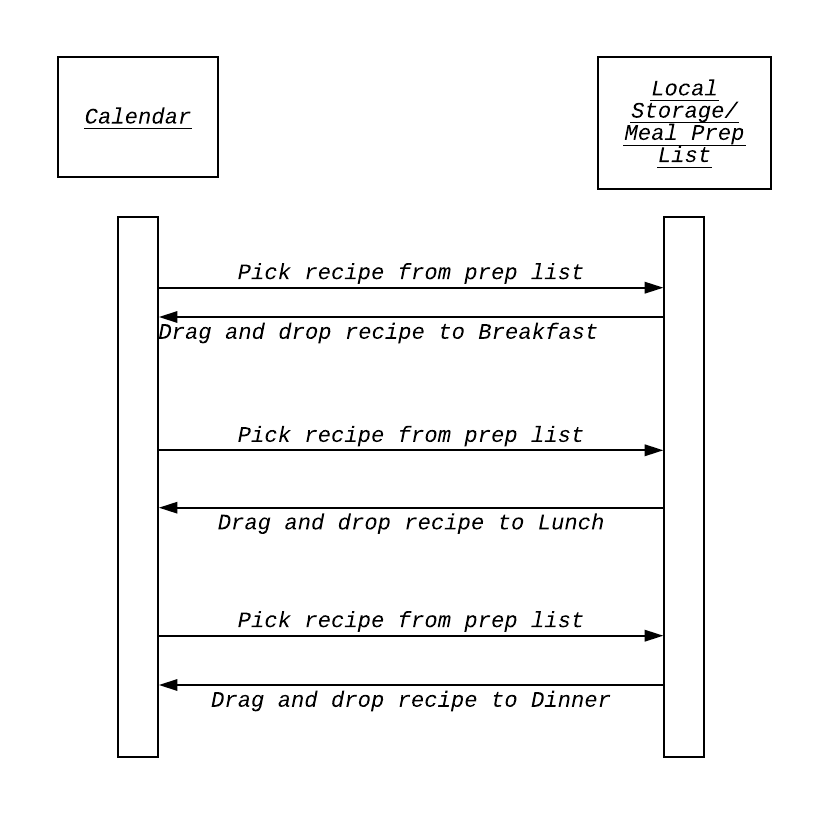 Calendar
Local
Storage/
Meal Prep
List
Pick recipe from prep list
Drag and drop recipe to Breakfast
Pick recipe from prep list
Drag and drop recipe to Lunch
Pick recipe from prep list
Drag and drop recipe to Dinner